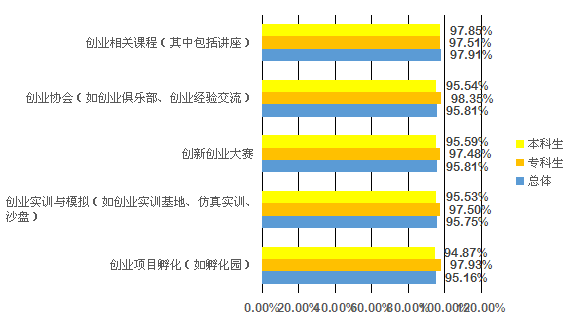 创业相关课程（其中包括讲座）
97.85%
97.51%
97.91%
创业协会（如创业俱乐部、创业经验交流）
95.54%
98.35%
95.81%
创新创业大赛
95.59%
97.48%
95.81%
创业实训与模拟（如创业实训基地、仿真实训、
沙盘）
95.53%
97.50%
95.75%
创业项目孵化（如孵化园）
94.87%
97.93%
95.16%
0.00% 20.00% 40.00% 60.00% 80.00% 100.00% 120.00%
本科生
专科生
总体